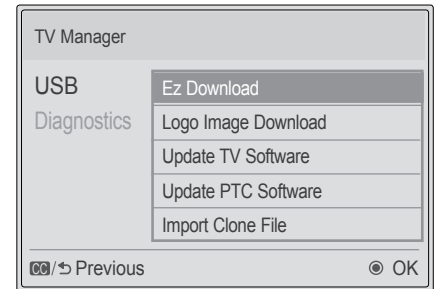 TV Manager
USB
Diagnostics
Ez Download
Logo Image Download
Update TV Software
Update PTC Software
Import Clone File
CC/⮌ Previous
◉ OK